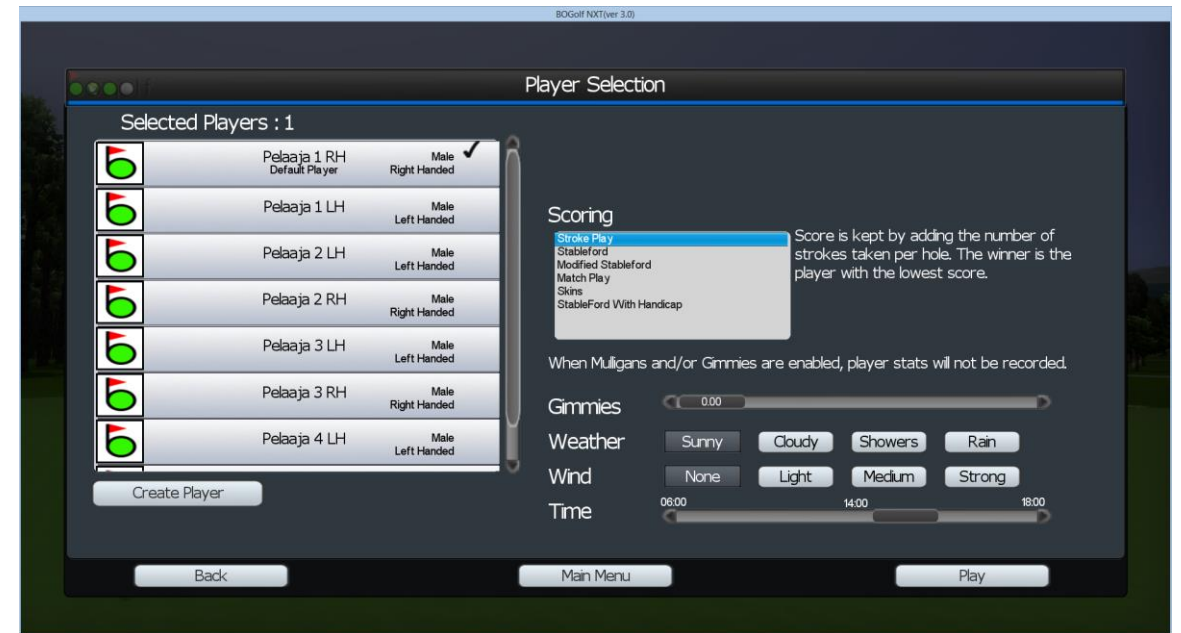 BOGolf NXT(ver 3.0)
Player Selection
Selected Players : 1
Pelaaja 1 RH
Default Player
Male
Right Handed
Pelaaja 1 LH
Male
Left Handed
Pelaaja 2 LH
Male
Left Handed
Pelaaja 2 RH
Male
Right Handed
Pelaaja 3 LH
Male
Left Handed
Pelaaja 3 RH
Male
Right Handed
Pelaaja 4 LH
Male
Left Handed
Create Player
Scoring
Stroke Play
Stableford
Modified Stableford
Match Play
Skins
StableFord With Handicap
Score is kept by adding the number of
strokes taken per hole. The winner is the
player with the lowest score.
When Mulligans and/or Gimmies are enabled, player stats will not be recorded.
Gimmies 0.00
Weather Sunny Cloudy Showers Rain
Wind None Light Medium Strong
Time 06:00 14:00 18:00
Back Main Menu Play